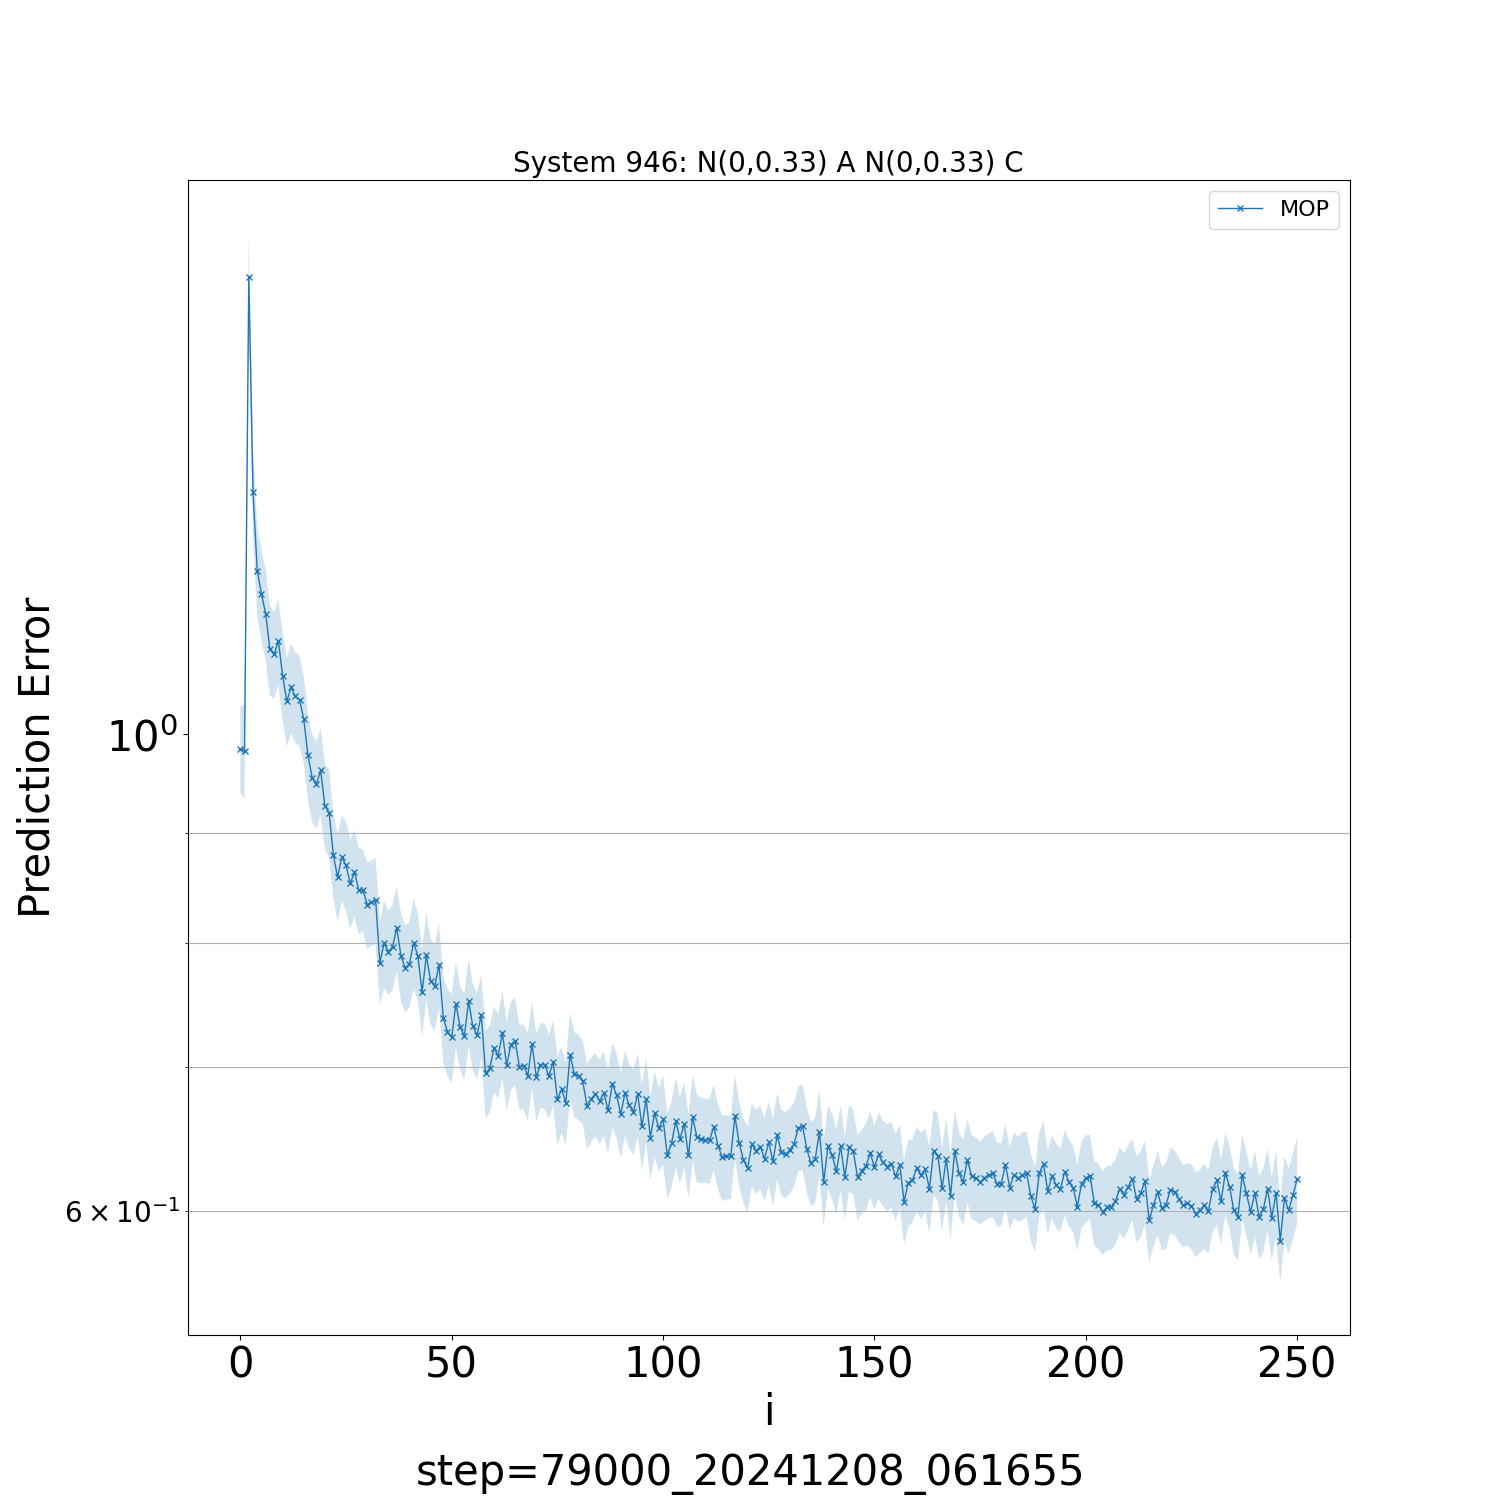 System 946: N(0,0.33) A N(0,0.33) C
MOP
Prediction Error
10⁰
6 × 10⁻¹
0 50 100 150 200 250
i
step=79000_20241208_061655